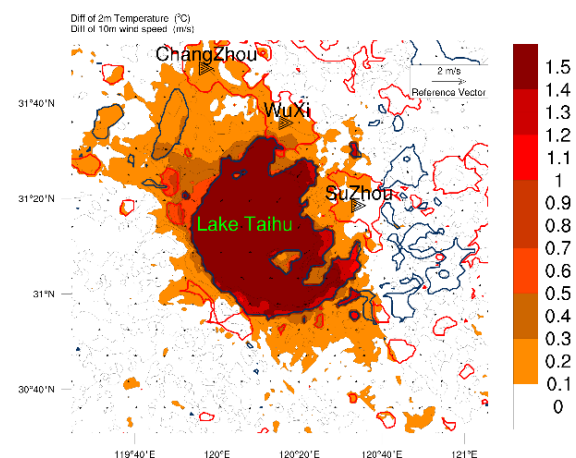 Diff of 2m Temperature (°C)
Diff of 10m wind speed (m/s)
ChangZhou
2 m/s
Reference Vector
WuXi
SuZhou
Lake Taihu
31°40'N
31°20'N
31°N
30°40'N
119°40'E
120°E
120°20'E
120°40'E
121°E
1.5
1.4
1.3
1.2
1.1
1
0.9
0.8
0.7
0.6
0.5
0.4
0.3
0.2
0.1
0